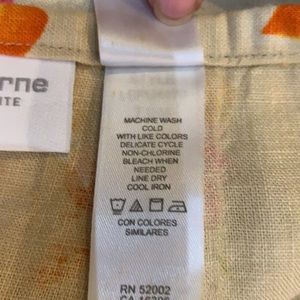 rne
ITE
MACHINE WASH
COLD
WITH LIKE COLORS
DELICATE CYCLE
NON-CHLORINE
BLEACH WHEN
NEEDED
LINE DRY
COOL IRON
CON COLORES
SIMILARES
RN 52002